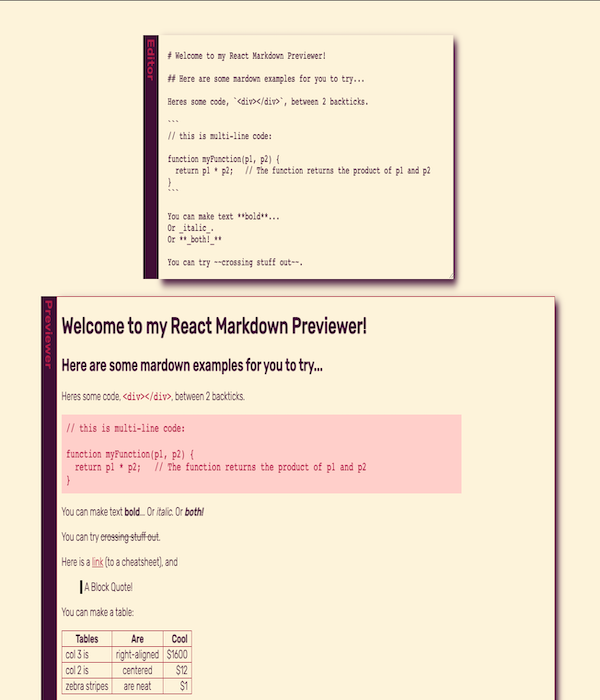 Editor
# Welcome to my React Markdown Previewer!
## Here are some mardown examples for you to try...
Heres some code, `<div></div>`, between 2 backticks.
```
// this is multi-line code:
function myFunction(p1, p2) {
  return p1 * p2;   // The function returns the product of p1 and p2
}
```
You can make text **bold**...
Or _italic_.
Or **_both!_**
You can try ~~crossing stuff out~~.
Previewer
Welcome to my React Markdown Previewer!
Here are some mardown examples for you to try...
Heres some code, <div></div>, between 2 backticks.
// this is multi-line code:
function myFunction(p1, p2) {
  return p1 * p2;   // The function returns the product of p1 and p2
}
You can make text bold... Or italic. Or both!
You can try crossing stuff out.
Here is a link (to a cheatsheet), and
A Block Quote!
You can make a table:
Tables Are Cool
col 3 is right-aligned $1600
col 2 is centered $12
zebra stripes are neat $1